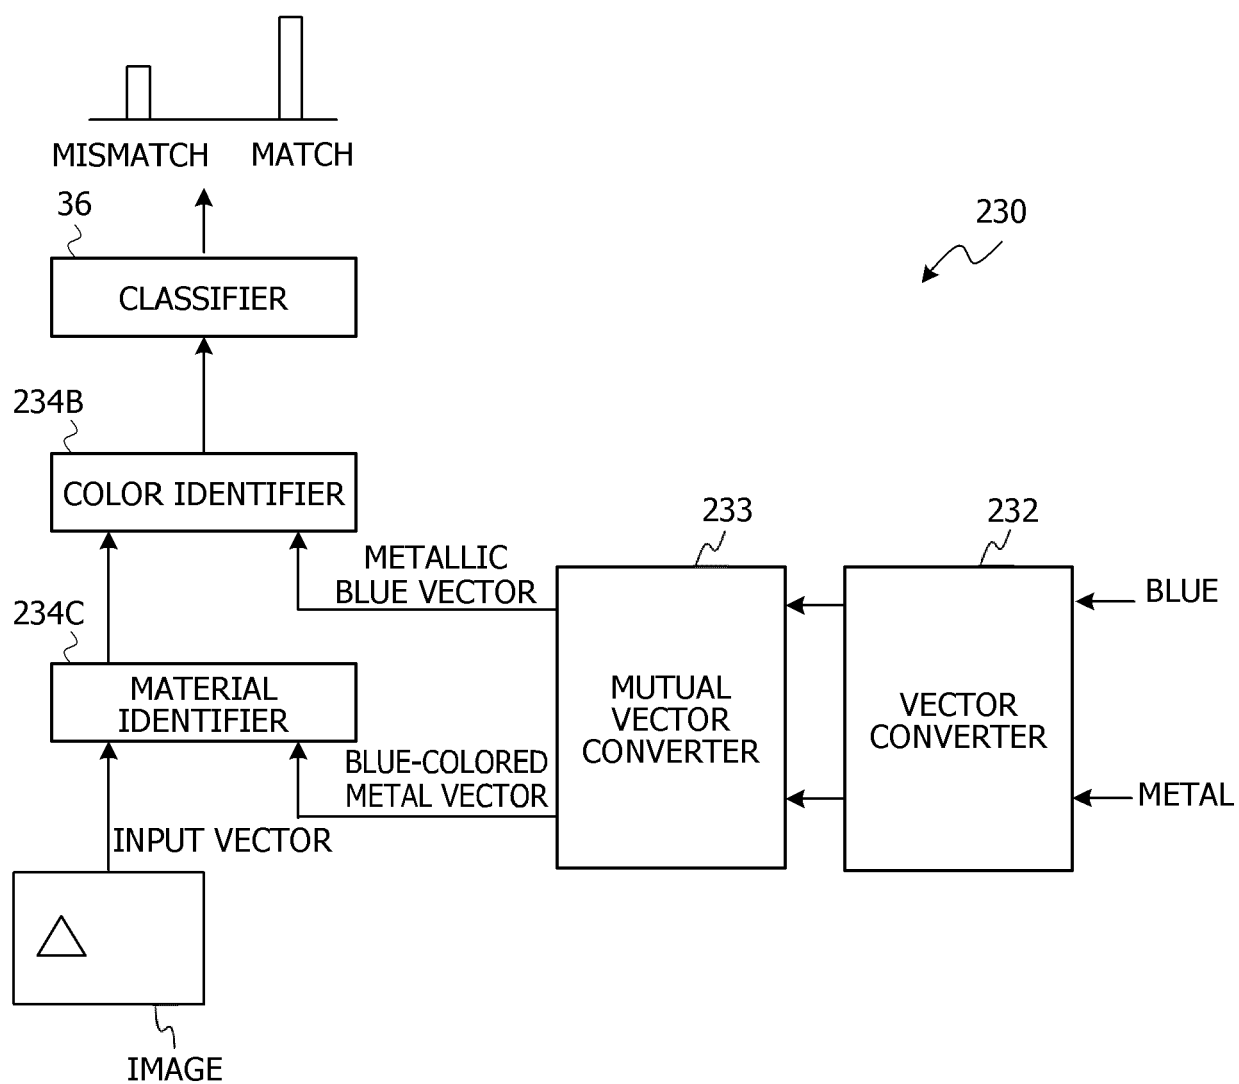 MISMATCH MATCH
36
230
CLASSIFIER
234B
COLOR IDENTIFIER
233
232
METALLIC
BLUE VECTOR
BLUE
234C
MATERIAL
IDENTIFIER
MUTUAL
VECTOR
CONVERTER
VECTOR
CONVERTER
BLUE-COLORED
METAL VECTOR
METAL
INPUT VECTOR
IMAGE